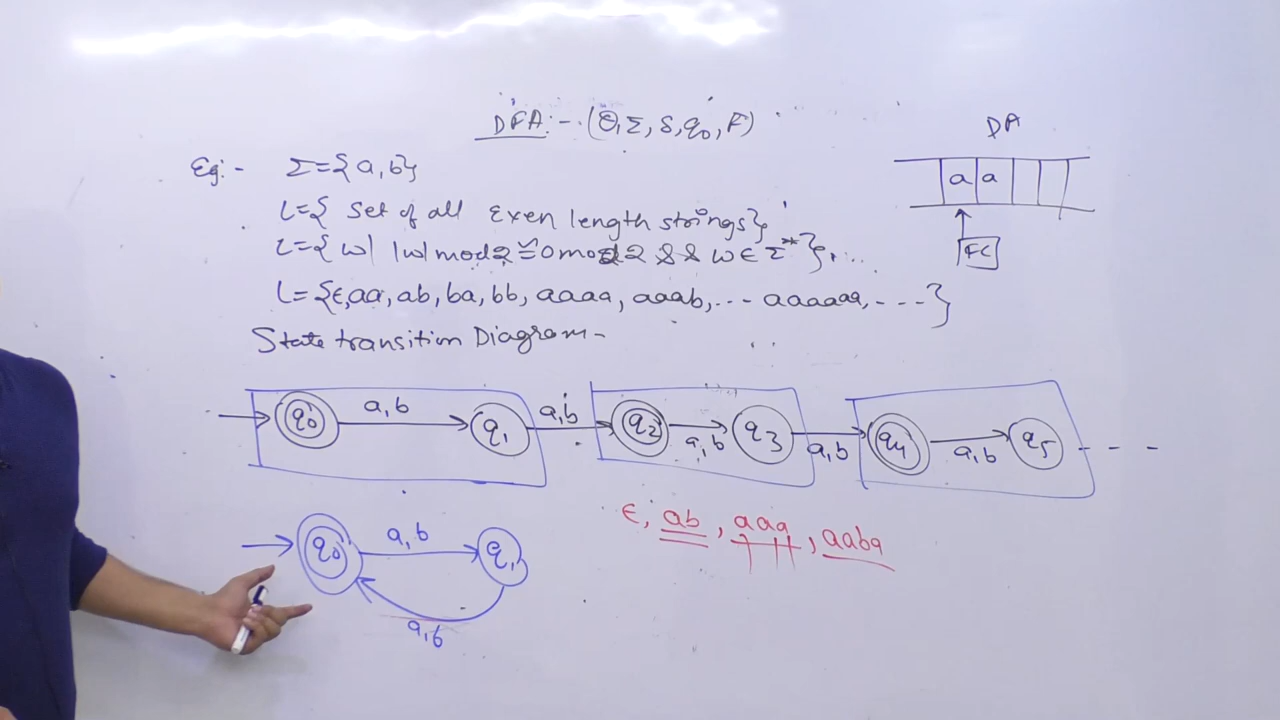 DFA:- (Q, Σ, δ, q0, F)
DA
Eg:- Σ={a,b}
a a
L={ Set of all Even length strings}
FC
L={ w| |w| mod 2 ≅ 0 mod 2 && w ∈ Σ* }
L={ϵ,aa, ab, ba, bb, aaaa, aaab,... aaaaaa, ...}
State transition Diagram-
q0 a,b q1 a,b q2 a,b q3 a,b q4 a,b q5 - - -
ϵ, ab, aaa, aaba
q0 a,b q1
a,b